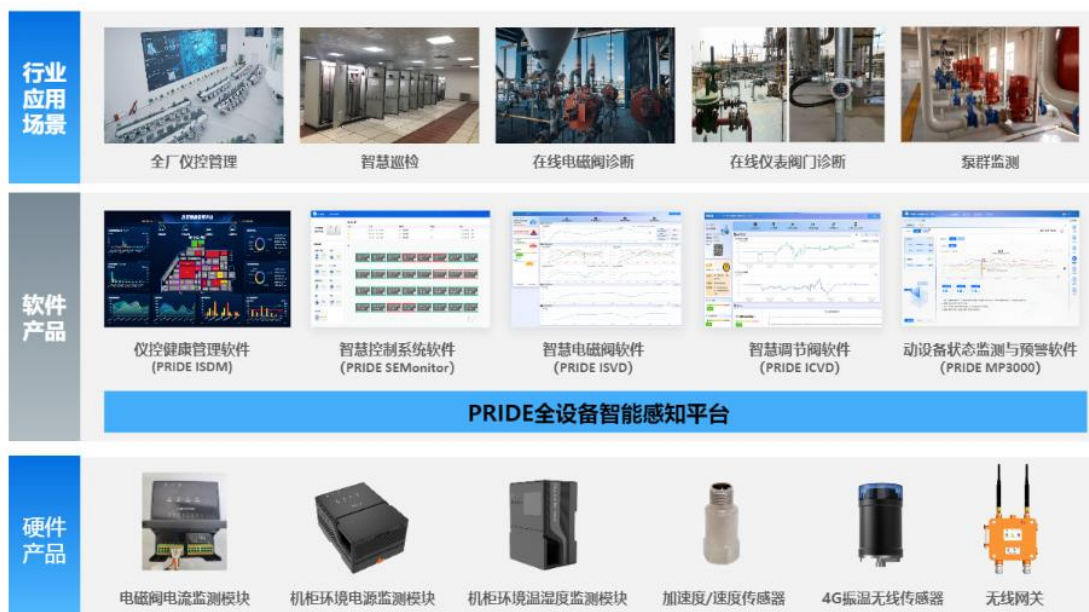 行业
应用
场景
全厂仪控管理
智慧巡检
在线电磁阀诊断
在线仪表阀门诊断
泵群监测
软件
产品
仪控健康管理软件
(PRIDE ISDM)
智慧控制系统软件
(PRIDE SEMonitor)
智慧电磁阀软件
(PRIDE ISVD)
智慧调节阀软件
(PRIDE ICVD)
动设备状态监测与预警软件
(PRIDE MP3000)
PRIDE全设备智能感知平台
硬件
产品
电磁阀电流监测模块
机柜环境电源监测模块
机柜环境温湿度监测模块
加速度/速度传感器
4G振温无线传感器
无线网关